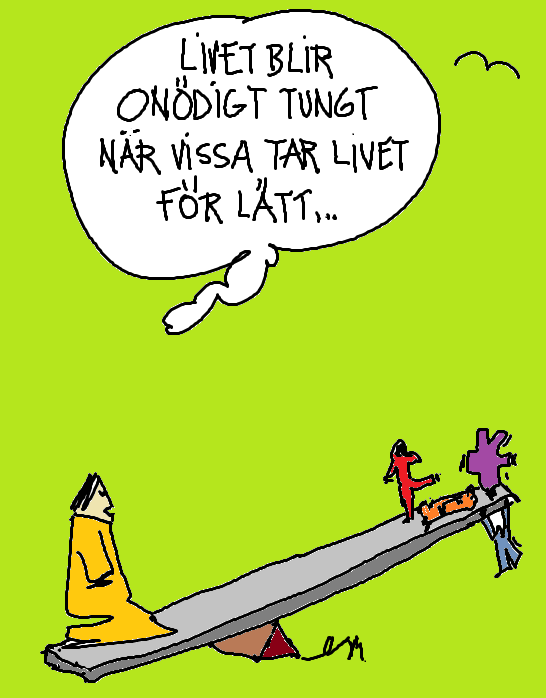 LIVET BLIR
ONÖDIGT TUNGT
NÄR VISSA TAR LIVET
FÖR LÄTT...